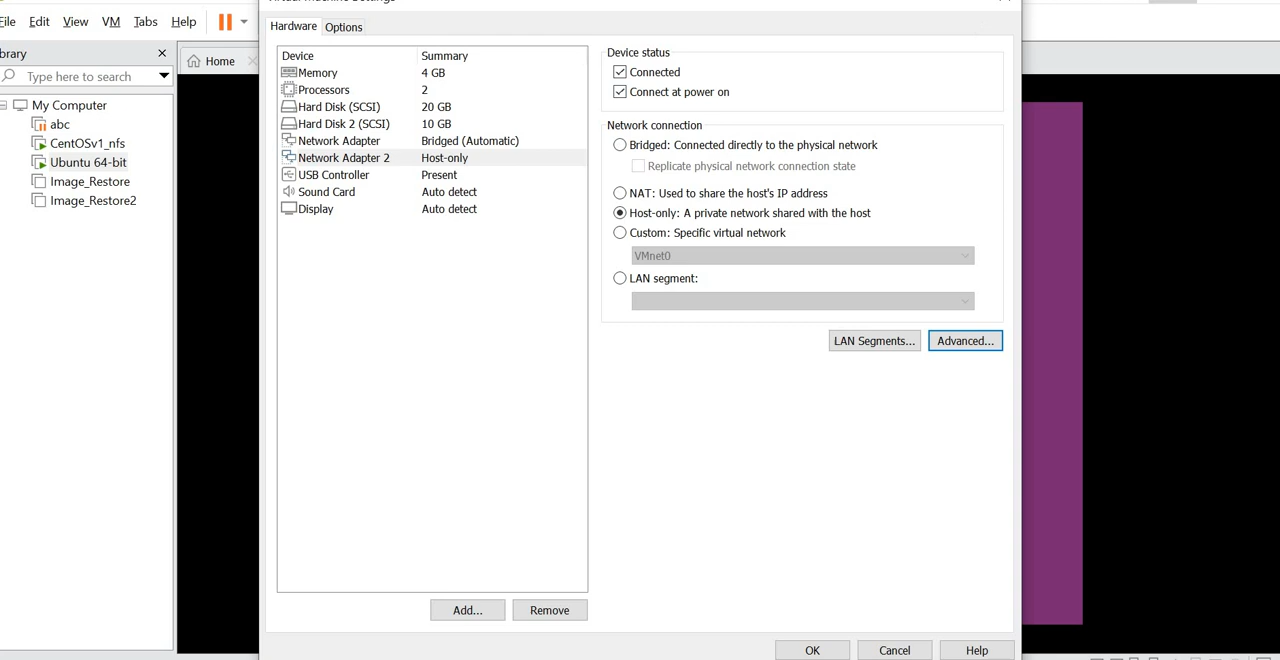 File Edit View VM Tabs Help
Hardware Options
Library
Type here to search
Home
My Computer
abc
CentOSv1_nfs
Ubuntu 64-bit
Image_Restore
Image_Restore2
Device Summary
Memory 4 GB
Processors 2
Hard Disk (SCSI) 20 GB
Hard Disk 2 (SCSI) 10 GB
Network Adapter Bridged (Automatic)
Network Adapter 2 Host-only
USB Controller Present
Sound Card Auto detect
Display Auto detect
Add... Remove
Device status
Connected
Connect at power on
Network connection
Bridged: Connected directly to the physical network
Replicate physical network connection state
NAT: Used to share the host's IP address
Host-only: A private network shared with the host
Custom: Specific virtual network
VMnet0
LAN segment:
LAN Segments... Advanced...
OK Cancel Help